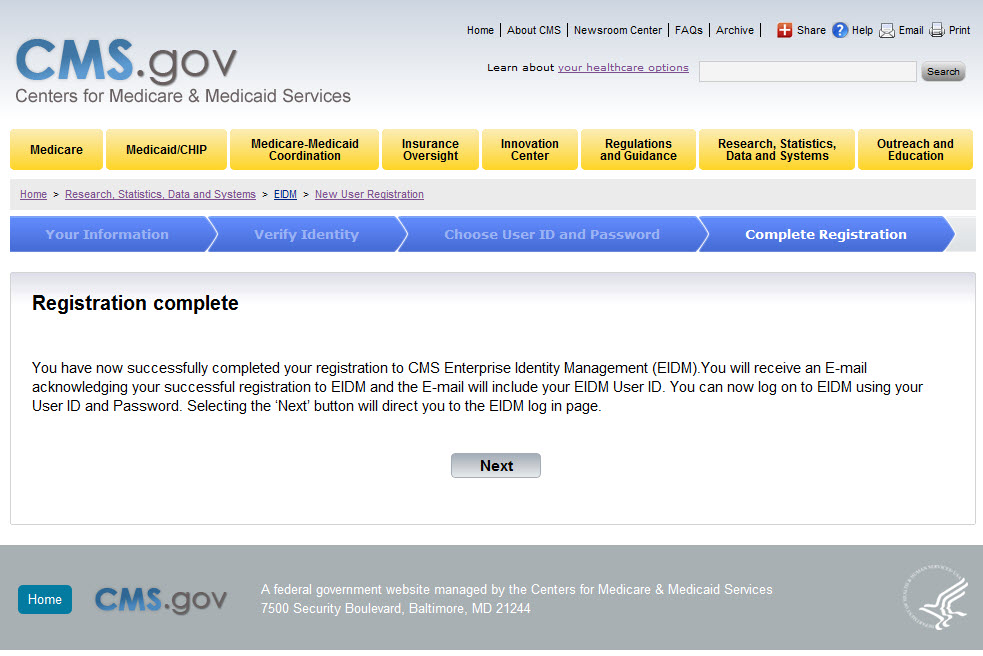 Home | About CMS | Newsroom Center | FAQs | Archive | Share Help Email Print
CMS.gov
Centers for Medicare & Medicaid Services
Learn about your healthcare options
Search
Medicare
Medicaid/CHIP
Medicare-Medicaid
Coordination
Insurance
Oversight
Innovation
Center
Regulations
and Guidance
Research, Statistics,
Data and Systems
Outreach and
Education
Home > Research, Statistics, Data and Systems > EIDM > New User Registration
Your Information
Verify Identity
Choose User ID and Password
Complete Registration
Registration complete
You have now successfully completed your registration to CMS Enterprise Identity Management (EIDM).You will receive an E-mail
acknowledging your successful registration to EIDM and the E-mail will include your EIDM User ID. You can now log on to EIDM using your
User ID and Password. Selecting the ‘Next’ button will direct you to the EIDM log in page.
Next
Home
CMS.gov
A federal government website managed by the Centers for Medicare & Medicaid Services
7500 Security Boulevard, Baltimore, MD 21244